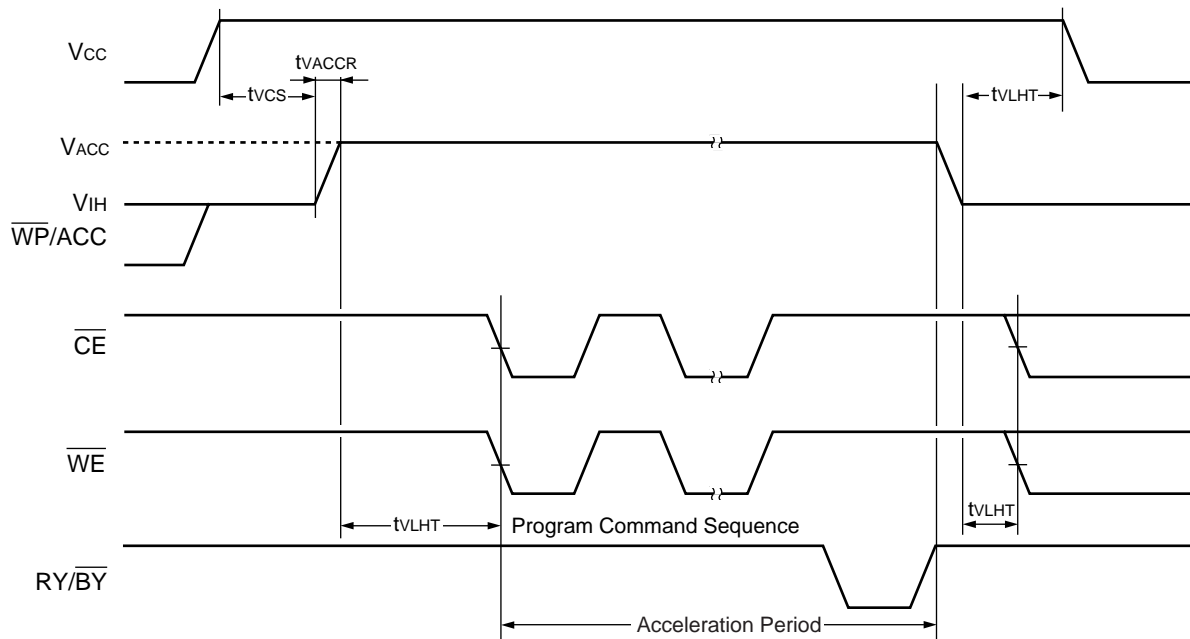 VCC
tVACCR
tVCS
tVLHT
VACC
VIH
WP/ACC
CE
WE
tVLHT
Program Command Sequence
tVLHT
RY/BY
Acceleration Period